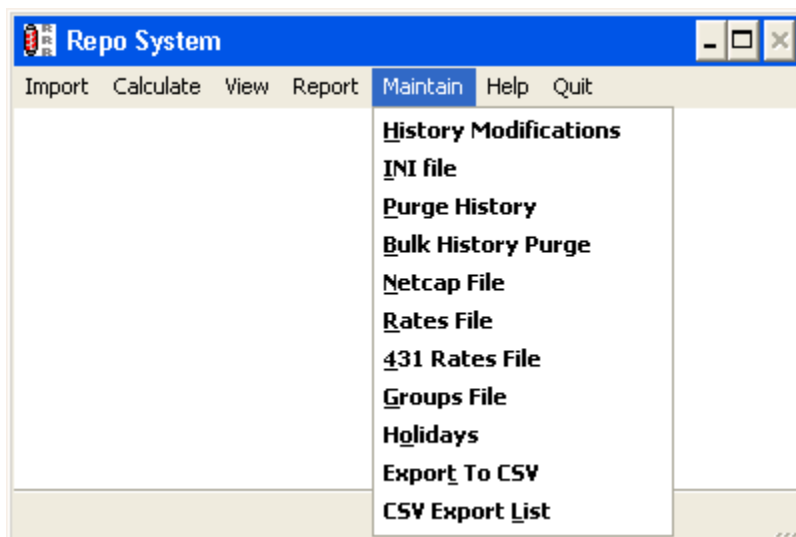 Repo System
Import Calculate View Report Maintain Help Quit
History Modifications
INI file
Purge History
Bulk History Purge
Netcap File
Rates File
431 Rates File
Groups File
Holidays
Export To CSV
CSV Export List